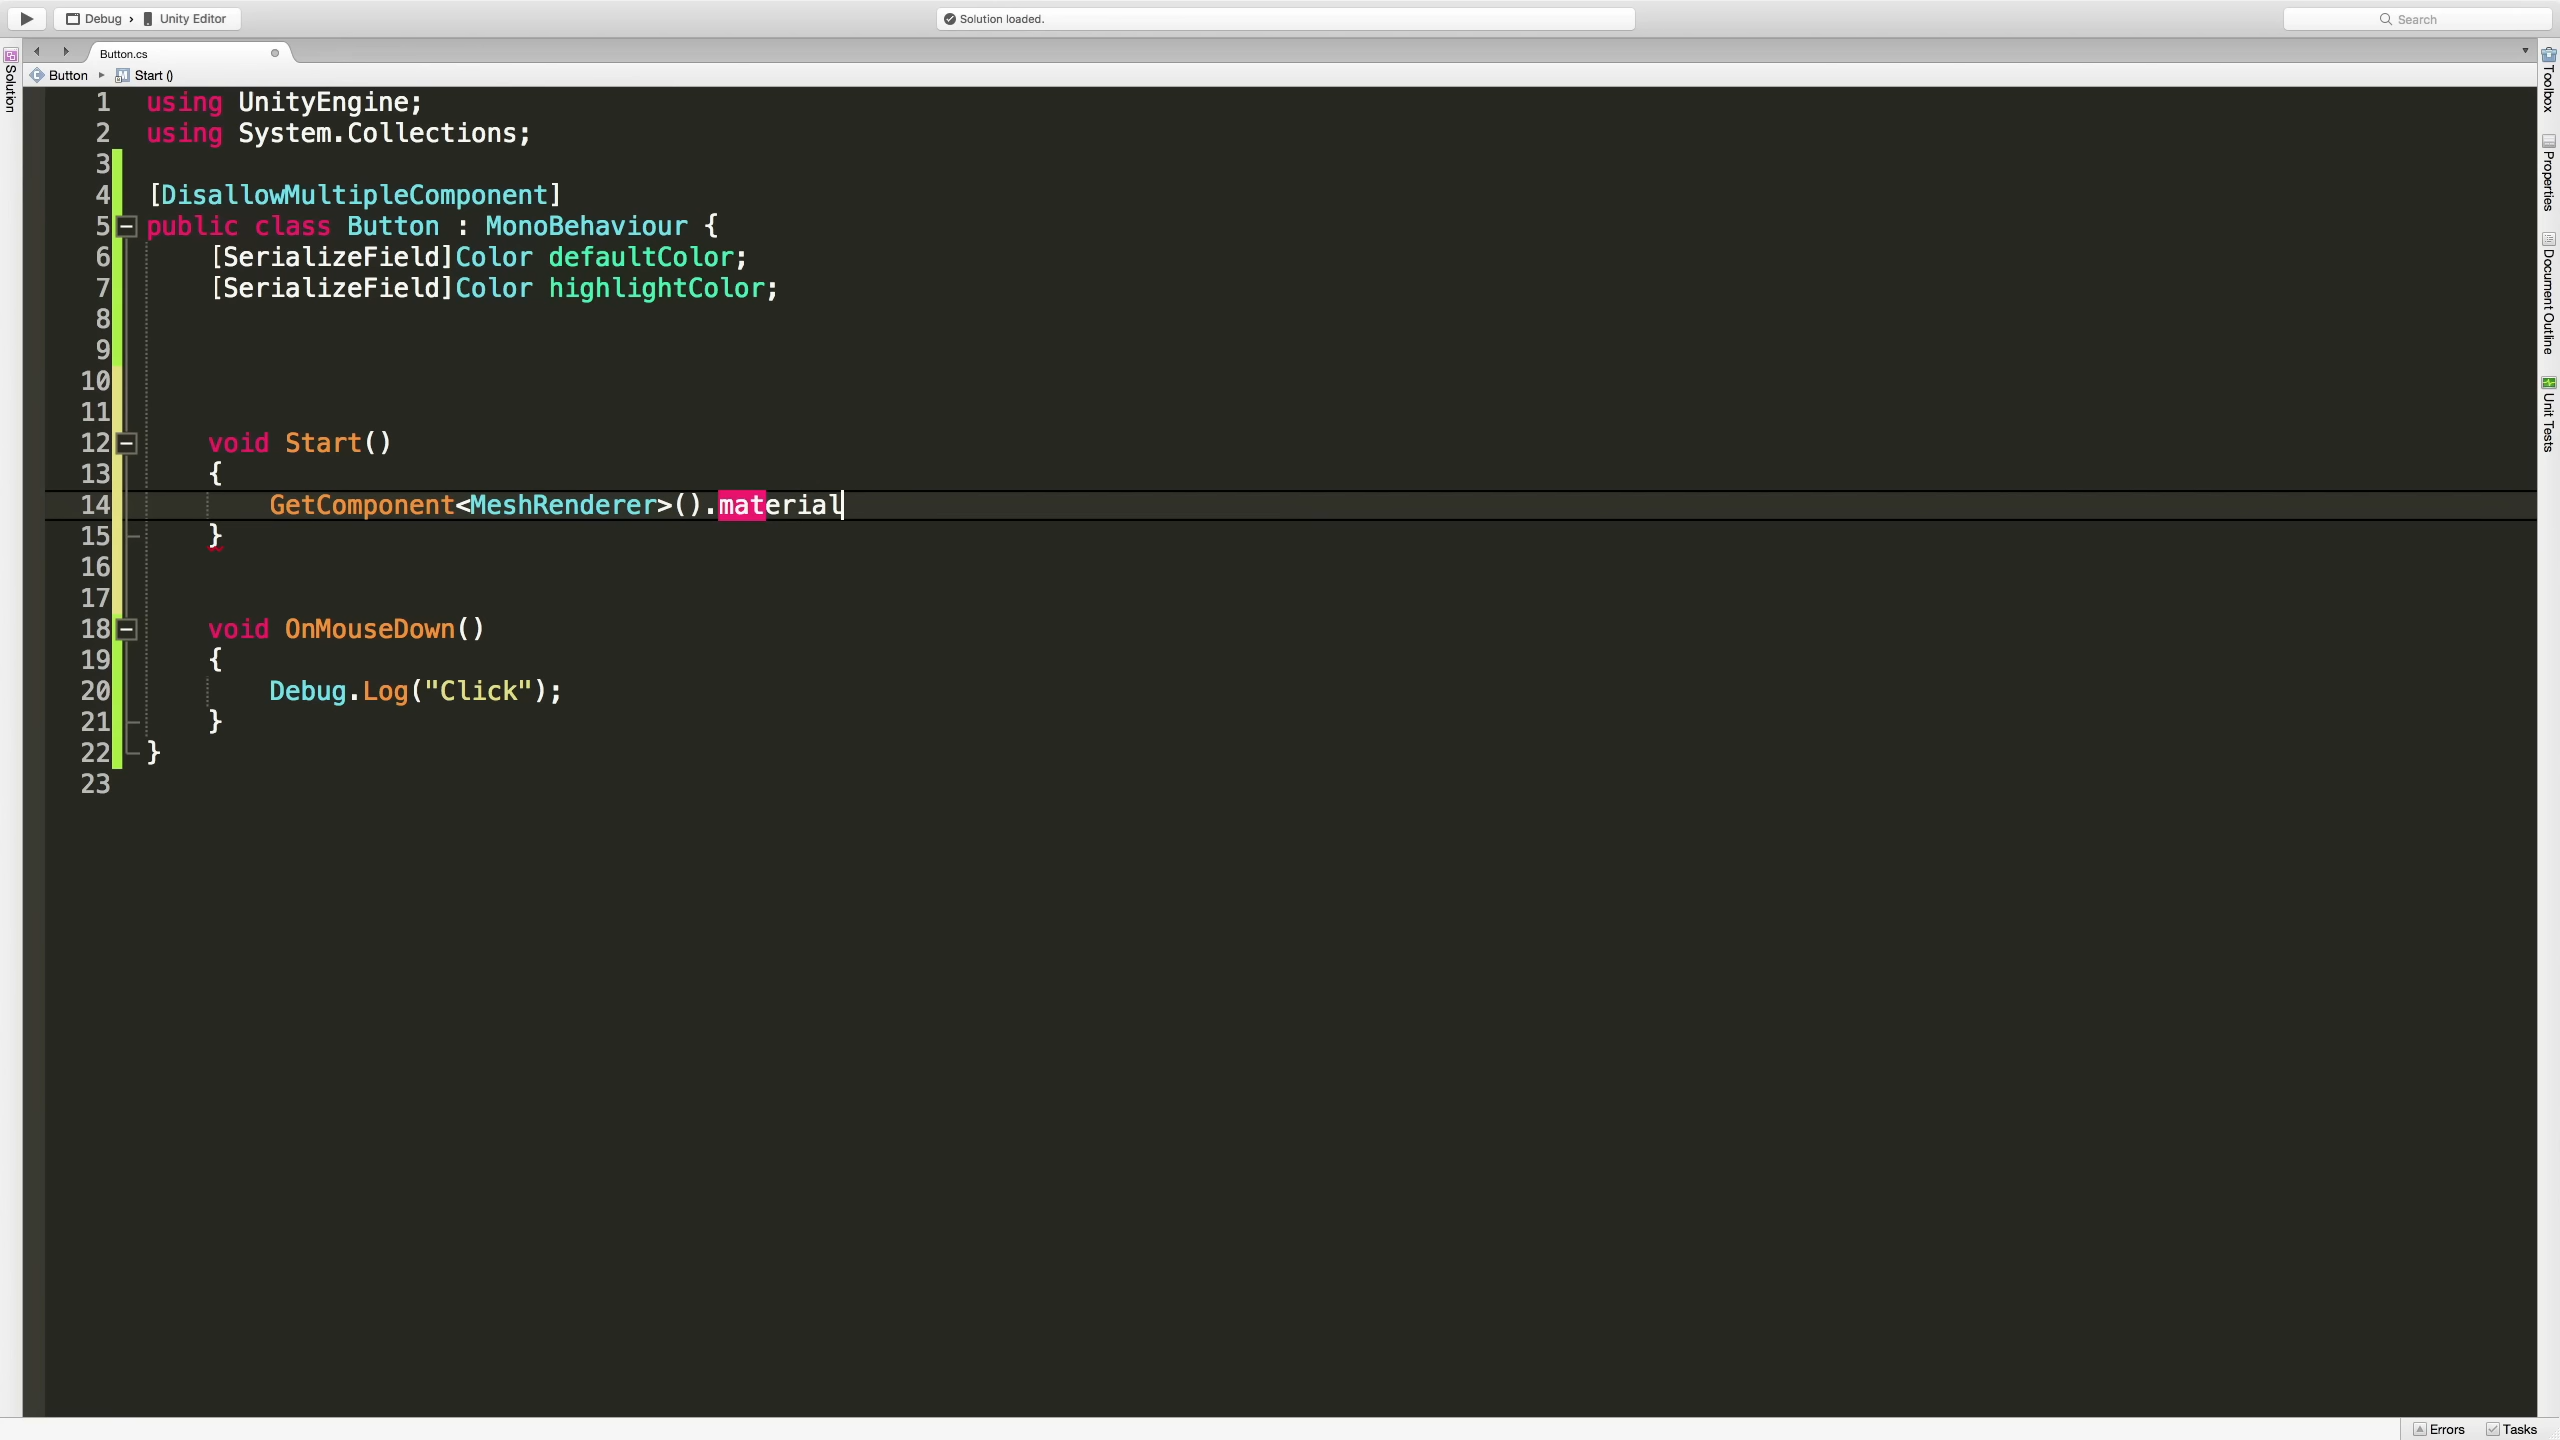 Debug › Unity Editor
Solution loaded.
Search
Button.cs
Button ▸ Start ()
Solution
1 using UnityEngine;
2 using System.Collections;
3
4 [DisallowMultipleComponent]
5 public class Button : MonoBehaviour {
6 [SerializeField]Color defaultColor;
7 [SerializeField]Color highlightColor;
8
9
10
11
12 void Start()
13 {
14 GetComponent<MeshRenderer>().material
15 }
16
17
18 void OnMouseDown()
19 {
20 Debug.Log("Click");
21 }
22 }
23
Toolbox
Properties
Document Outline
Unit Tests
Errors Tasks